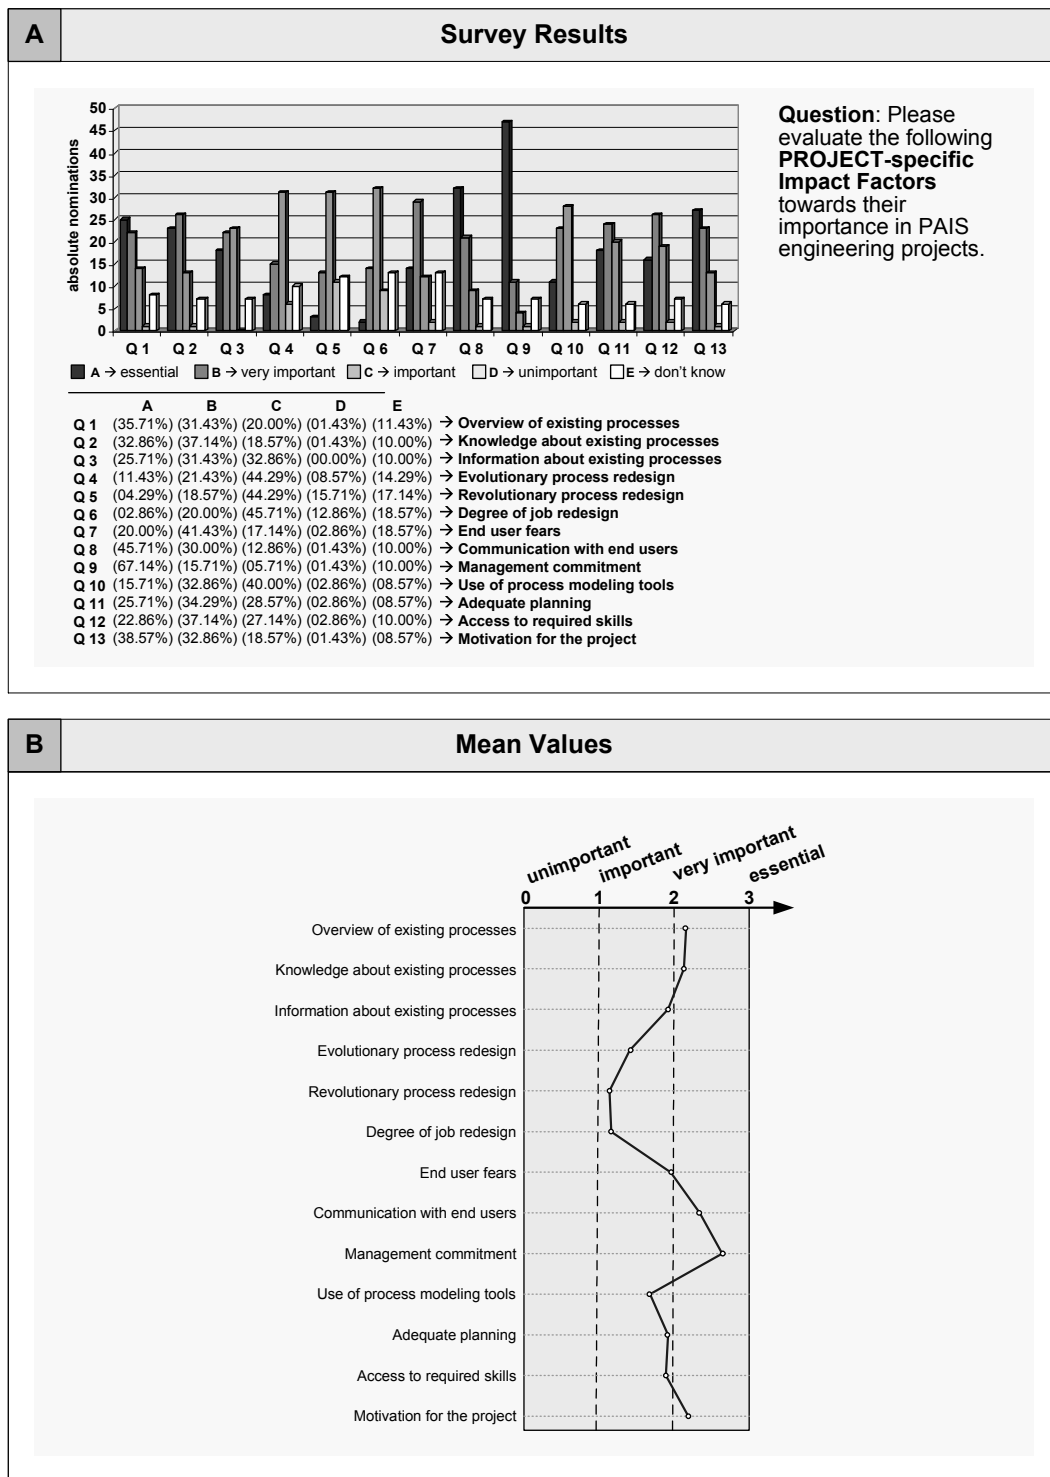 A
Survey Results
50
45
40
35
30
25
20
15
10
5
0
absolute nominations
Q 1 Q 2 Q 3 Q 4 Q 5 Q 6 Q 7 Q 8 Q 9 Q 10 Q 11 Q 12 Q 13
A → essential B → very important C → important D → unimportant E → don't know
Question: Please
evaluate the following
PROJECT-specific
Impact Factors
towards their
importance in PAIS
engineering projects.
A B C D E
Q 1 (35.71%) (31.43%) (20.00%) (01.43%) (11.43%) → Overview of existing processes
Q 2 (32.86%) (37.14%) (18.57%) (01.43%) (10.00%) → Knowledge about existing processes
Q 3 (25.71%) (31.43%) (32.86%) (00.00%) (10.00%) → Information about existing processes
Q 4 (11.43%) (21.43%) (44.29%) (08.57%) (14.29%) → Evolutionary process redesign
Q 5 (04.29%) (18.57%) (44.29%) (15.71%) (17.14%) → Revolutionary process redesign
Q 6 (02.86%) (20.00%) (45.71%) (12.86%) (18.57%) → Degree of job redesign
Q 7 (20.00%) (41.43%) (17.14%) (02.86%) (18.57%) → End user fears
Q 8 (45.71%) (30.00%) (12.86%) (01.43%) (10.00%) → Communication with end users
Q 9 (67.14%) (15.71%) (05.71%) (01.43%) (10.00%) → Management commitment
Q 10 (15.71%) (32.86%) (40.00%) (02.86%) (08.57%) → Use of process modeling tools
Q 11 (25.71%) (34.29%) (28.57%) (02.86%) (08.57%) → Adequate planning
Q 12 (22.86%) (37.14%) (27.14%) (02.86%) (10.00%) → Access to required skills
Q 13 (38.57%) (32.86%) (18.57%) (01.43%) (08.57%) → Motivation for the project
B
Mean Values
unimportant important very important essential
0 1 2 3
Overview of existing processes
Knowledge about existing processes
Information about existing processes
Evolutionary process redesign
Revolutionary process redesign
Degree of job redesign
End user fears
Communication with end users
Management commitment
Use of process modeling tools
Adequate planning
Access to required skills
Motivation for the project